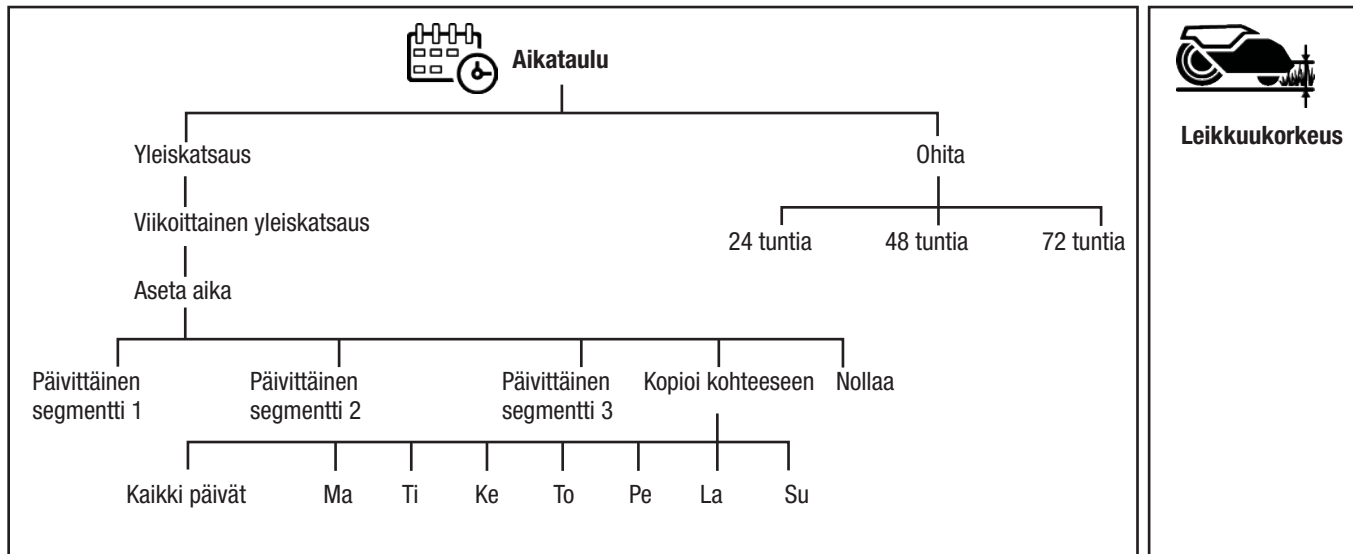 Aikataulu
Yleiskatsaus
Ohita
Viikoittainen yleiskatsaus
24 tuntia
48 tuntia
72 tuntia
Aseta aika
Päivittäinen
segmentti 1
Päivittäinen
segmentti 2
Päivittäinen
segmentti 3
Kopioi kohteeseen
Nollaa
Kaikki päivät
Ma
Ti
Ke
To
Pe
La
Su
Leikkuukorkeus